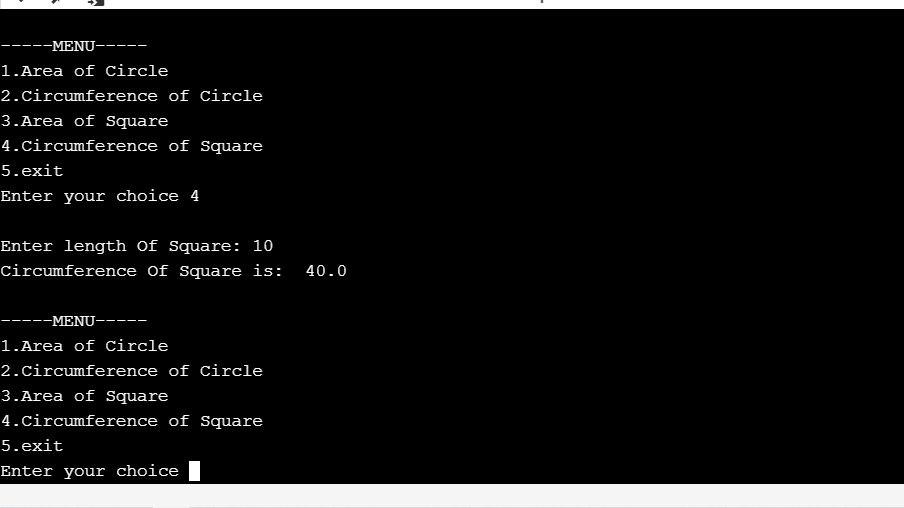 -----MENU-----
1.Area of Circle
2.Circumference of Circle
3.Area of Square
4.Circumference of Square
5.exit
Enter your choice 4
Enter length Of Square: 10
Circumference Of Square is:  40.0
-----MENU-----
1.Area of Circle
2.Circumference of Circle
3.Area of Square
4.Circumference of Square
5.exit
Enter your choice